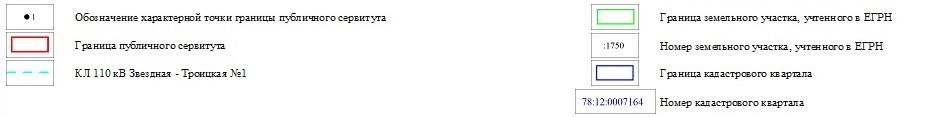 ● 1 Обозначение характерной точки границы публичного сервитута
Граница публичного сервитута
КЛ 110 кВ Звездная - Троицкая №1
Граница земельного участка, учтенного в ЕГРН
:1750 Номер земельного участка, учтенного в ЕГРН
Граница кадастрового квартала
78:12:0007164 Номер кадастрового квартала